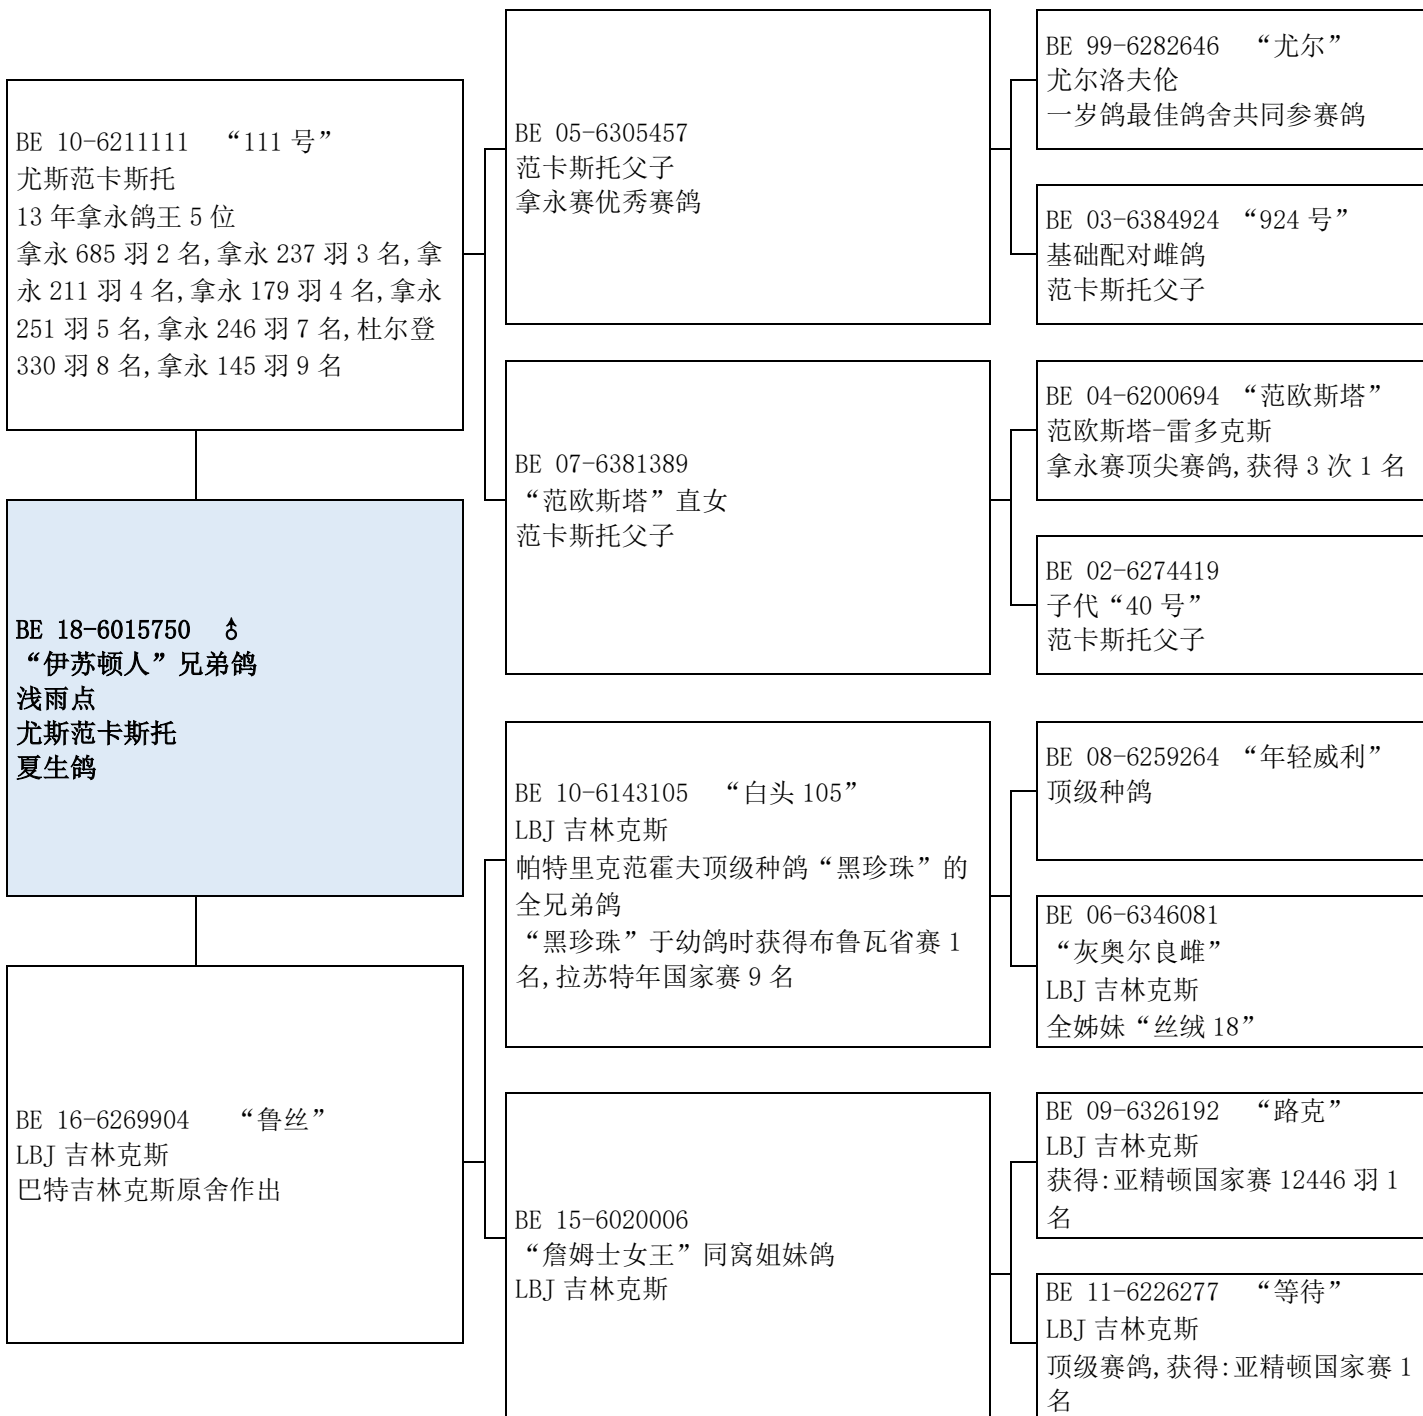 BE 10-6211111 “111 号”
尤斯范卡斯托
13 年拿永鸽王 5 位
拿永 685 羽 2 名,拿永 237 羽 3 名,拿
永 211 羽 4 名,拿永 179 羽 4 名,拿永
251 羽 5 名,拿永 246 羽 7 名,杜尔登
330 羽 8 名,拿永 145 羽 9 名
BE 18-6015750 ♁
“伊苏顿人”兄弟鸽
浅雨点
尤斯范卡斯托
夏生鸽
BE 16-6269904 “鲁丝”
LBJ 吉林克斯
巴特吉林克斯原舍作出
BE 05-6305457
范卡斯托父子
拿永赛优秀赛鸽
BE 07-6381389
“范欧斯塔”直女
范卡斯托父子
BE 10-6143105 “白头 105”
LBJ 吉林克斯
帕特里克范霍夫顶级种鸽“黑珍珠”的
全兄弟鸽
“黑珍珠”于幼鸽时获得布鲁瓦省赛 1
名,拉苏特年国家赛 9 名
BE 15-6020006
“詹姆士女王”同窝姐妹鸽
LBJ 吉林克斯
BE 99-6282646 “尤尔”
尤尔洛夫伦
一岁鸽最佳鸽舍共同参赛鸽
BE 03-6384924 “924 号”
基础配对雌鸽
范卡斯托父子
BE 04-6200694 “范欧斯塔”
范欧斯塔-雷多克斯
拿永赛顶尖赛鸽,获得 3 次 1 名
BE 02-6274419
子代“40 号”
范卡斯托父子
BE 08-6259264 “年轻威利”
顶级种鸽
BE 06-6346081
“灰奥尔良雌”
LBJ 吉林克斯
全姊妹“丝绒 18”
BE 09-6326192 “路克”
LBJ 吉林克斯
获得:亚精顿国家赛 12446 羽 1
名
BE 11-6226277 “等待”
LBJ 吉林克斯
顶级赛鸽,获得:亚精顿国家赛 1
名